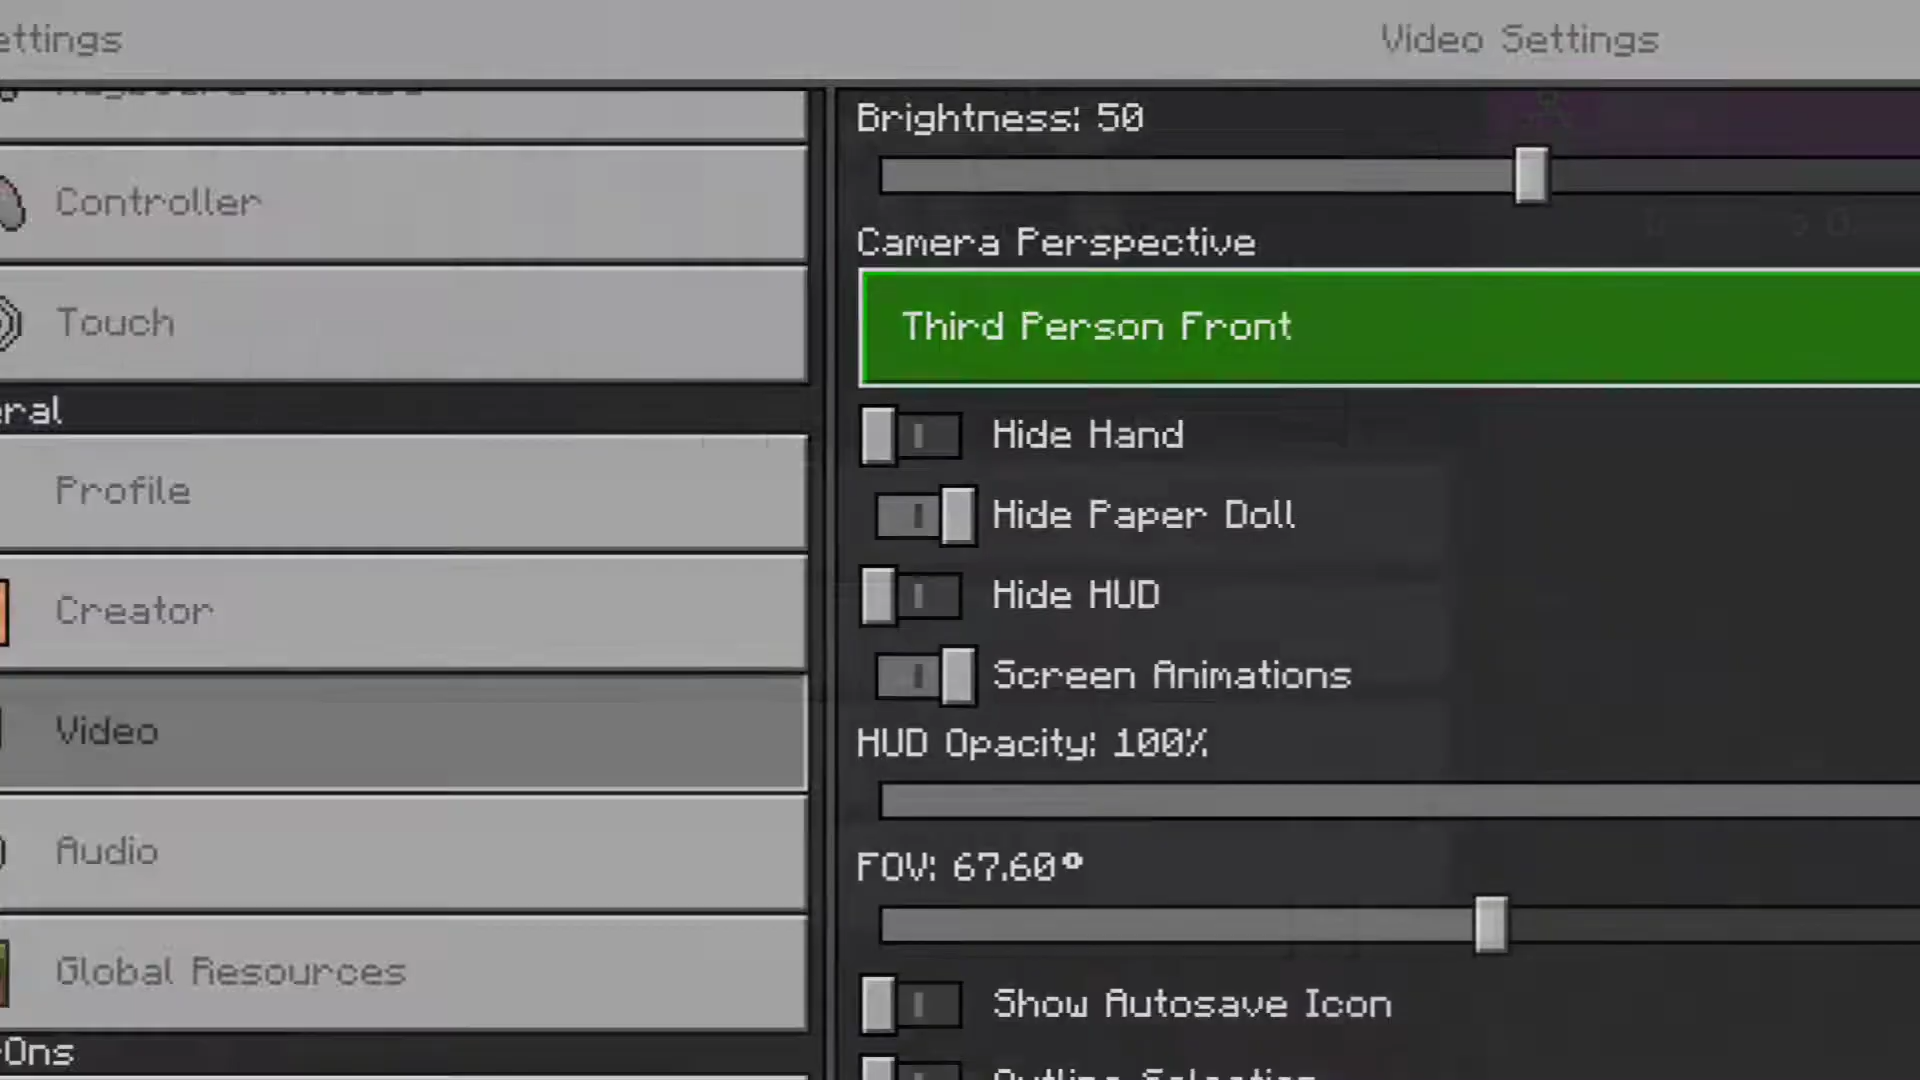 ettings
Video Settings
Controller
Touch
eral
Profile
Creator
Video
Audio
Global Resources
-Ons
Brightness: 50
Camera Perspective
Third Person Front
Hide Hand
Hide Paper Doll
Hide HUD
Screen Animations
HUD Opacity: 100%
FOV: 67.60°
Show Autosave Icon
Outline Selection